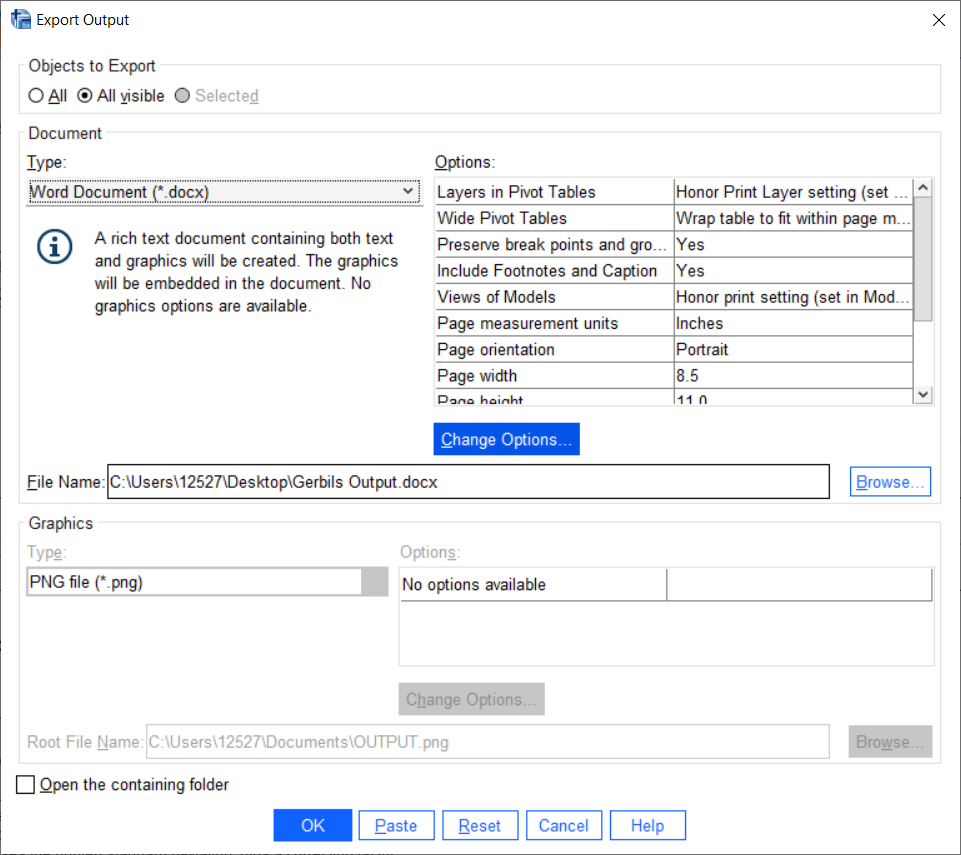 Export Output
Objects to Export
All All visible Selected
Document
Type:
Word Document (*.docx)
A rich text document containing both text
and graphics will be created. The graphics
will be embedded in the document. No
graphics options are available.
Options:
Layers in Pivot Tables Honor Print Layer setting (set ...
Wide Pivot Tables Wrap table to fit within page m...
Preserve break points and gro... Yes
Include Footnotes and Caption Yes
Views of Models Honor print setting (set in Mod...
Page measurement units Inches
Page orientation Portrait
Page width 8.5
Page height 11.0
Change Options...
File Name: C:\Users\12527\Desktop\Gerbils Output.docx Browse...
Graphics
Type:
PNG file (*.png)
Options:
No options available
Change Options...
Root File Name: C:\Users\12527\Documents\OUTPUT.png Browse...
Open the containing folder
OK Paste Reset Cancel Help